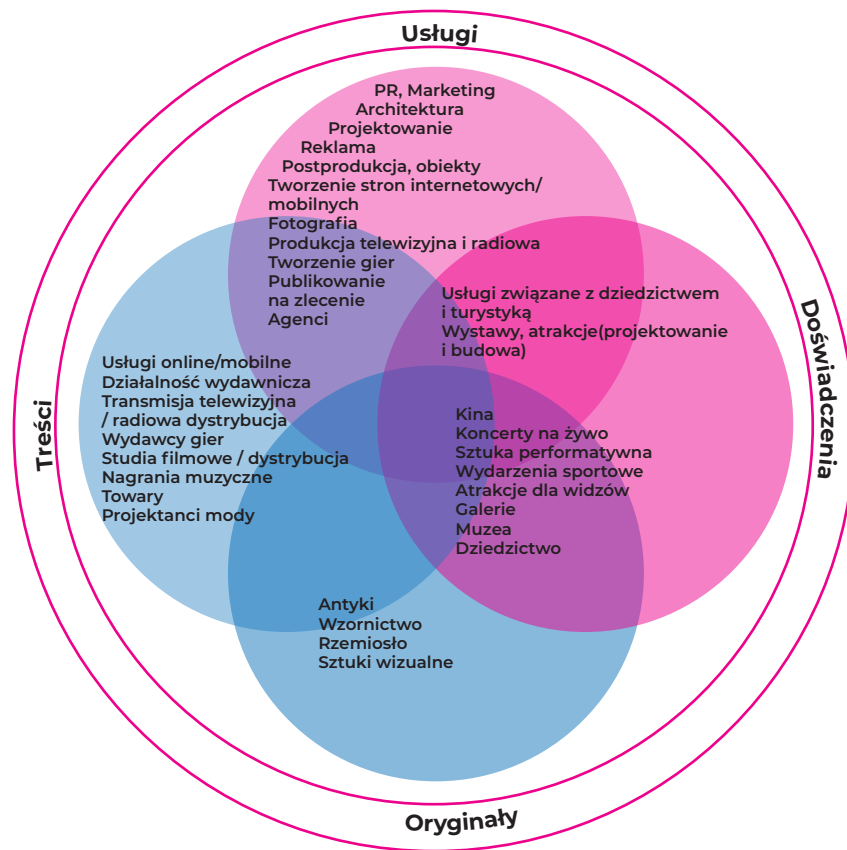 Usługi
PR, Marketing
Architektura
Projektowanie
Reklama
Postprodukcja, obiekty
Tworzenie stron internetowych/
mobilnych
Fotografia
Produkcja telewizyjna i radiowa
Tworzenie gier
Publikowanie
na zlecenie
Agenci
Usługi związane z dziedzictwem
i turystyką
Wystawy, atrakcje(projektowanie
i budowa)
Doświadczenia
Treści
Usługi online/mobilne
Działalność wydawnicza
Transmisja telewizyjna
/ radiowa dystrybucja
Wydawcy gier
Studia filmowe / dystrybucja
Nagrania muzyczne
Towary
Projektanci mody
Kina
Koncerty na żywo
Sztuka performatywna
Wydarzenia sportowe
Atrakcje dla widzów
Galerie
Muzea
Dziedzictwo
Antyki
Wzornictwo
Rzemiosło
Sztuki wizualne
Oryginały